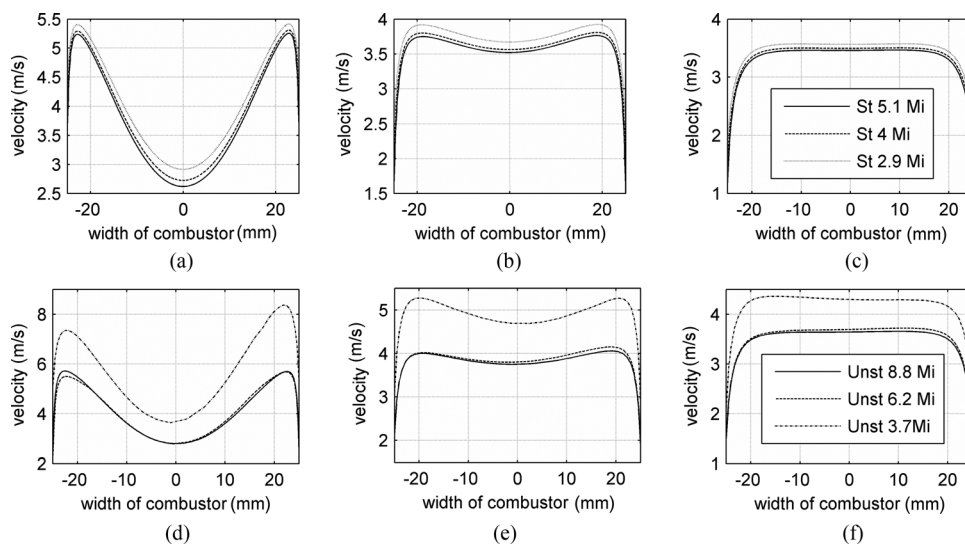 5.5
5
4.5
4
3.5
3
2.5
velocity (m/s)
-20 -10 0 10 20
width of combustor (mm)
(a)
4
3.5
3
2.5
2
1.5
velocity (m/s)
-20 0 20
width of combustor (mm)
(b)
4
3
2
1
velocity (m/s)
St 5.1 Mi
St 4 Mi
St 2.9 Mi
-20 -10 0 10 20
width of combustor (mm)
(c)
8
6
4
2
velocity (m/s)
-20 -10 0 10 20
width of combustor (mm)
(d)
5
4
3
2
velocity (m/s)
-20 -10 0 10 20
width of combustor (mm)
(e)
4
3
2
1
velocity (m/s)
Unst 8.8 Mi
Unst 6.2 Mi
Unst 3.7Mi
-20 -10 0 10 20
width of combustor (mm)
(f)